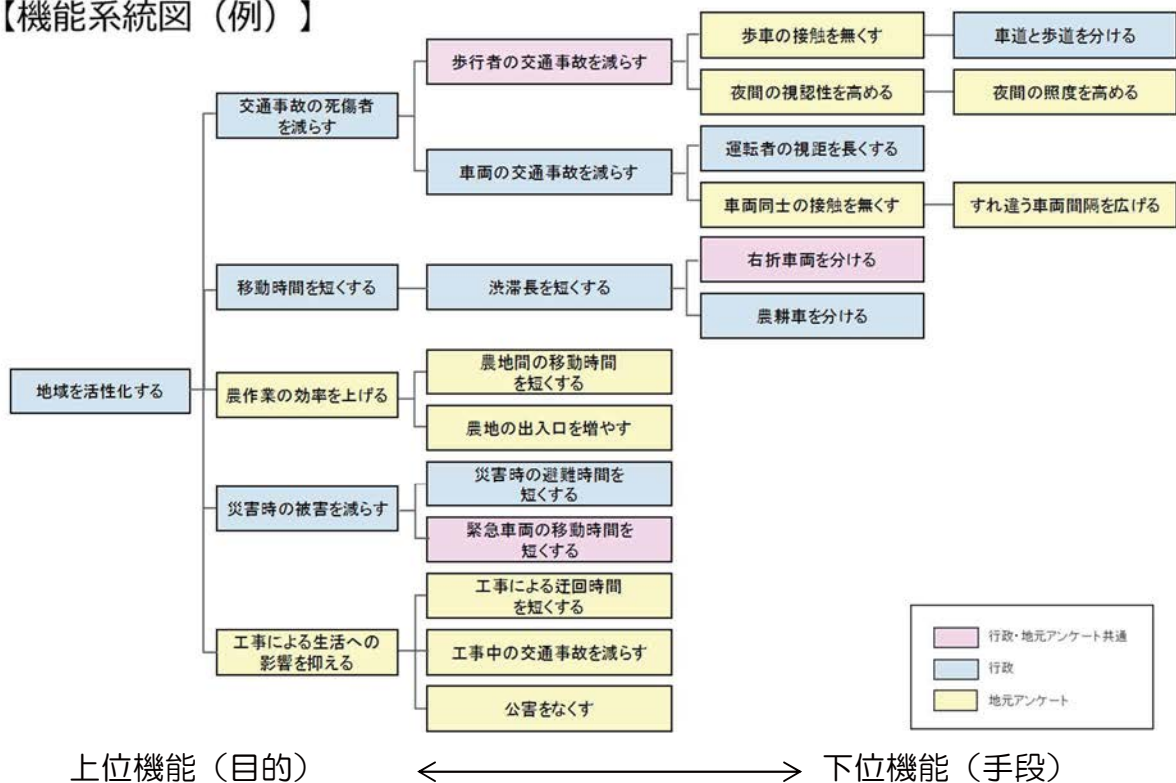 【機能系統図（例）】
歩車の接触を無くす
車道と歩道を分ける
歩行者の交通事故を減らす
夜間の視認性を高める
夜間の照度を高める
交通事故の死傷者
を減らす
運転者の視距を長くする
車両の交通事故を減らす
車両同士の接触を無くす
すれ違う車両間隔を広げる
右折車両を分ける
移動時間を短くする
渋滞長を短くする
農耕車を分ける
農地間の移動時間
を短くする
地域を活性化する
農作業の効率を上げる
農地の出入口を増やす
災害時の避難時間を
短くする
災害時の被害を減らす
緊急車両の移動時間を
短くする
工事による迂回時間
を短くする
工事による生活への
影響を抑える
工事中の交通事故を減らす
公害をなくす
行政・地元アンケート共通
行政
地元アンケート
上位機能（目的）
下位機能（手段）